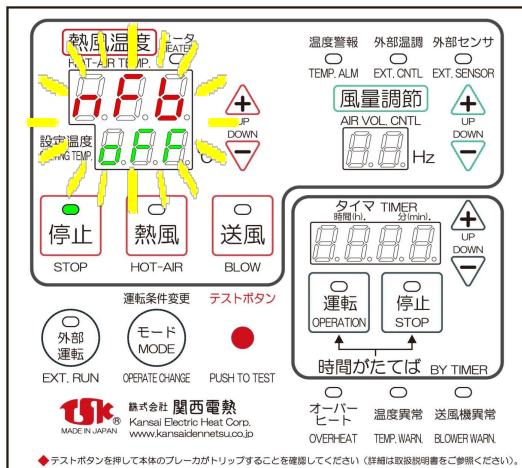 熱風温度 ヒータ
HOT-AIR TEMP. HEATER
nFb
設定温度
oFF
UP
DOWN
停止
STOP
熱風
HOT-AIR
送風
BLOW
温度警報 外部温調 外部センサ
TEMP. ALM EXT. CNTL EXT. SENSOR
風量調節
AIR VOL. CNTL
8.8. Hz
UP
DOWN
タイマ TIMER
時間(h). 分(min).
8.8.8.8.
UP
DOWN
運転
OPERATION
停止
STOP
時間がたてば BY TIMER
運転条件変更 テストボタン
外部
運転
EXT. RUN
モード
MODE
OPERATE CHANGE
PUSH TO TEST
TSK
MADE IN JAPAN
株式会社 関西電熱
Kansai Electric Heat Corp.
www.kansaidennetsu.co.jp
オーバー
ヒート
OVERHEAT
温度異常
TEMP. WARN.
送風機異常
BLOWER WARN.
◆テストボタンを押して本体のブレーカがトリップすることを確認してください(詳細は取扱説明書をご参照ください)。